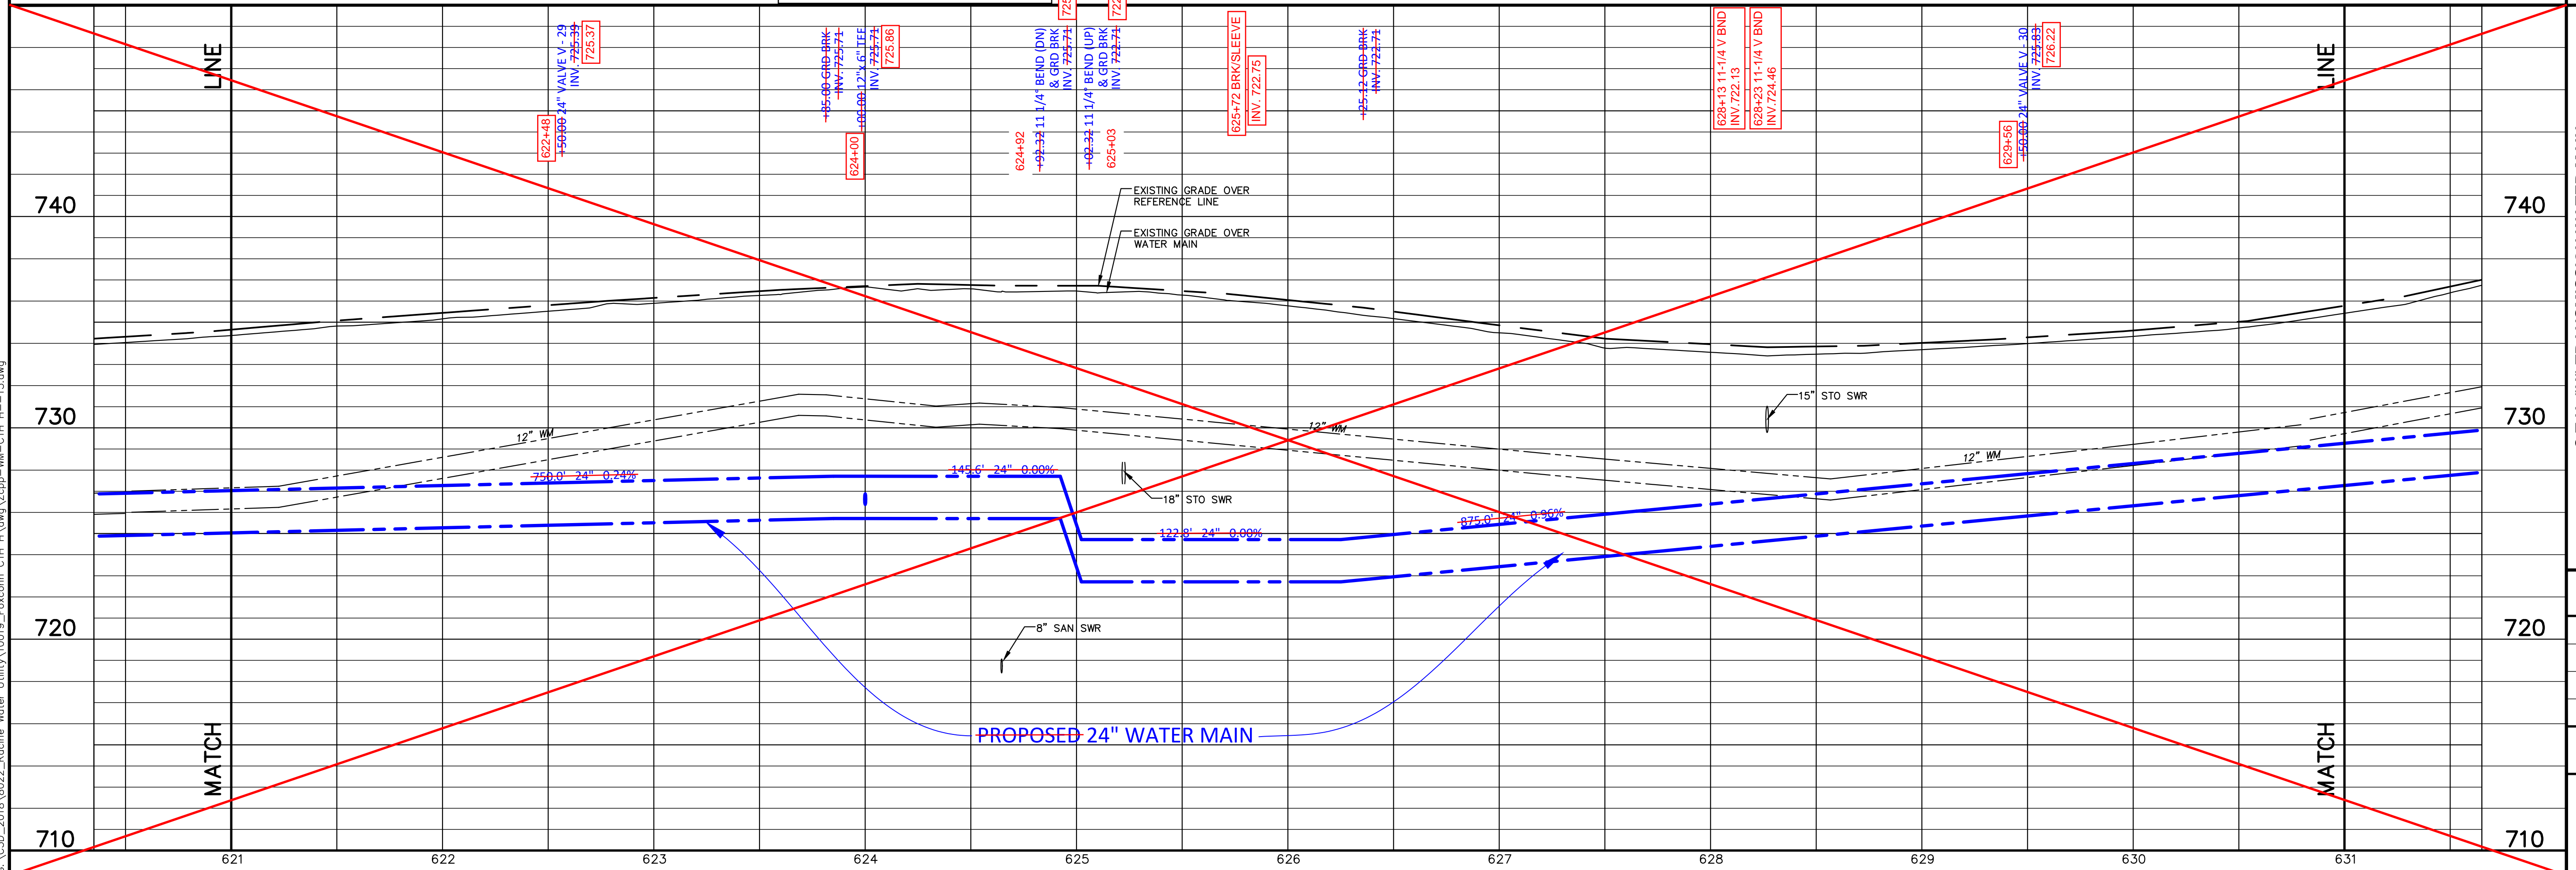 LINE
622+48
+50.00 24" VALVE V - 29
INV. 725.39
725.37
+85.00 GRD BRK
INV. 725.71
624+00
+00.00 12"x 6" TEE
INV. 725.71
725.86
624+92
+92.32 11 1/4° BEND (DN)
& GRD BRK
INV. 725.71
+02.32 11 1/4° BEND (UP)
& GRD BRK
INV. 722.71
625+03
625+72 BRK/SLEEVE
INV. 722.75
+25.12 GRD BRK
INV. 722.71
628+13 11-1/4 V BND
INV.722.13
628+23 11-1/4 V BND
INV.724.46
629+56
+50.00 24" VALVE V - 30
INV. 725.83
726.22
LINE
740
740
EXISTING GRADE OVER
REFERENCE LINE
EXISTING GRADE OVER
WATER MAIN
730
730
12" WM
12" WM
12" WM
15" STO SWR
750.0' 24" 0.24%
145.6' 24" 0.00%
18" STO SWR
122.8' 24" 0.00%
875.0' 24" 0.96%
720
720
8" SAN SWR
PROPOSED 24" WATER MAIN
MATCH
MATCH
710
710
621
622
623
624
625
626
627
628
629
630
631